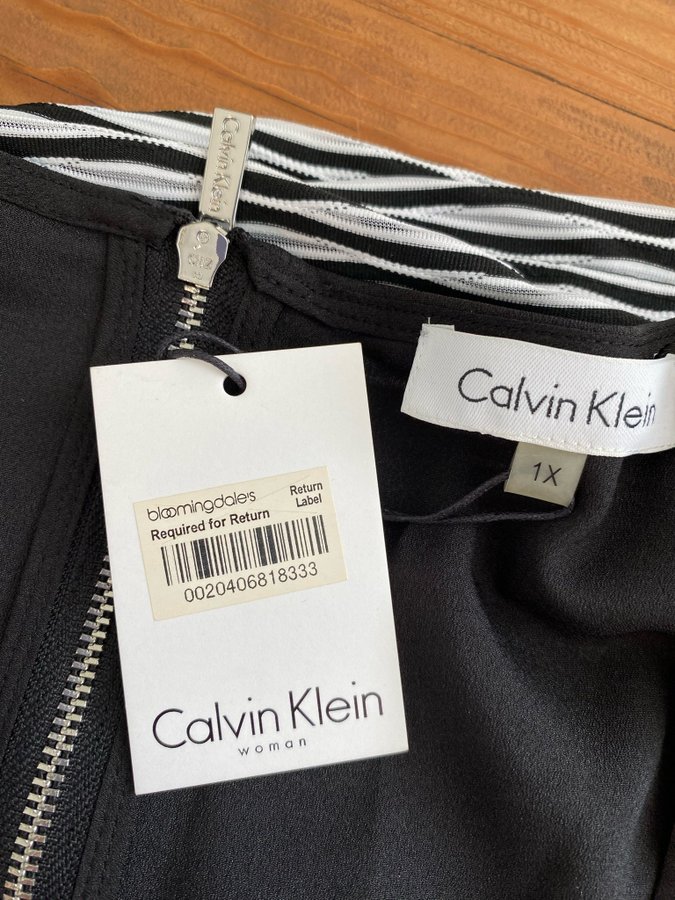 Calvin Klein
Calvin Klein
1X
bloomingdale's
Return
Label
Required for Return
0020406818333
Calvin Klein
woman